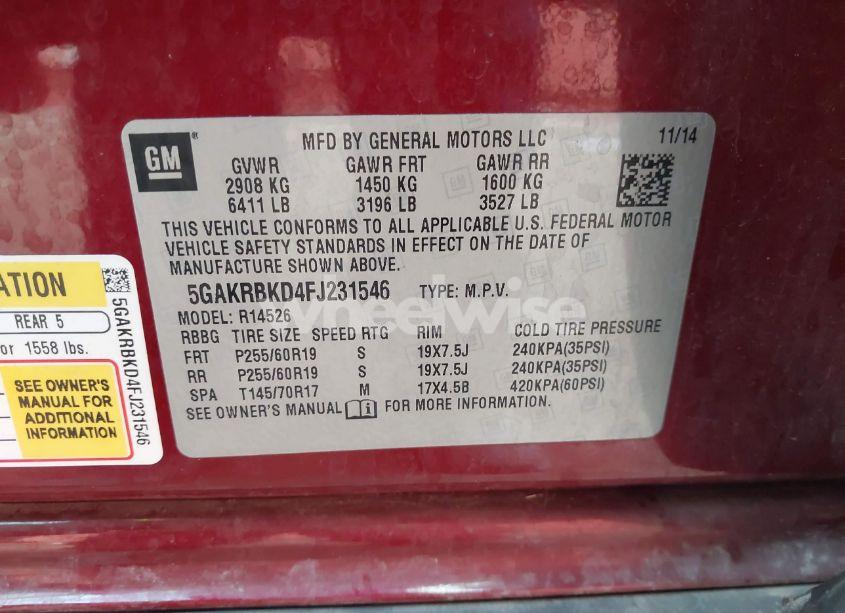 GM
MFD BY GENERAL MOTORS LLC 11/14
GVWR GAWR FRT GAWR RR
2908 KG 1450 KG 1600 KG
6411 LB 3196 LB 3527 LB
THIS VEHICLE CONFORMS TO ALL APPLICABLE U.S. FEDERAL MOTOR
VEHICLE SAFETY STANDARDS IN EFFECT ON THE DATE OF
MANUFACTURE SHOWN ABOVE.
5GAKRBKD4FJ231546 TYPE: M.P.V.
MODEL: R14526
RBBG TIRE SIZE SPEED RTG RIM COLD TIRE PRESSURE
FRT P255/60R19 S 19X7.5J 240KPA(35PSI)
RR P255/60R19 S 19X7.5J 240KPA(35PSI)
SPA T145/70R17 M 17X4.5B 420KPA(60PSI)
SEE OWNER'S MANUAL FOR MORE INFORMATION.
REAR 5
or 1558 lbs.
SEE OWNER'S
MANUAL FOR
ADDITIONAL
INFORMATION
5GAKRBKD4FJ231546
wheelwise